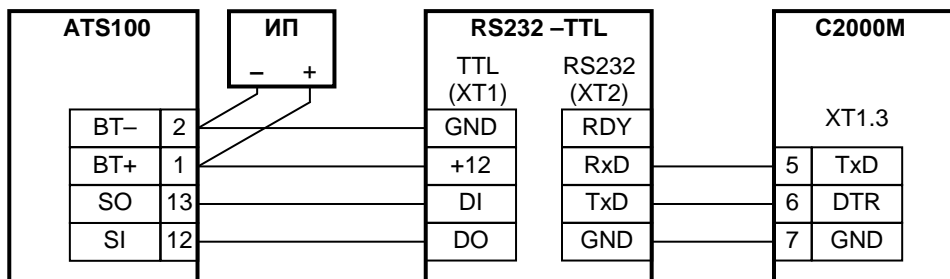 ATS100 ИП RS232 –TTL C2000M
– +
TTL RS232
(XT1) (XT2)
XT1.3
BT– 2 GND RDY
BT+ 1 +12 RxD 5 TxD
SO 13 DI TxD 6 DTR
SI 12 DO GND 7 GND